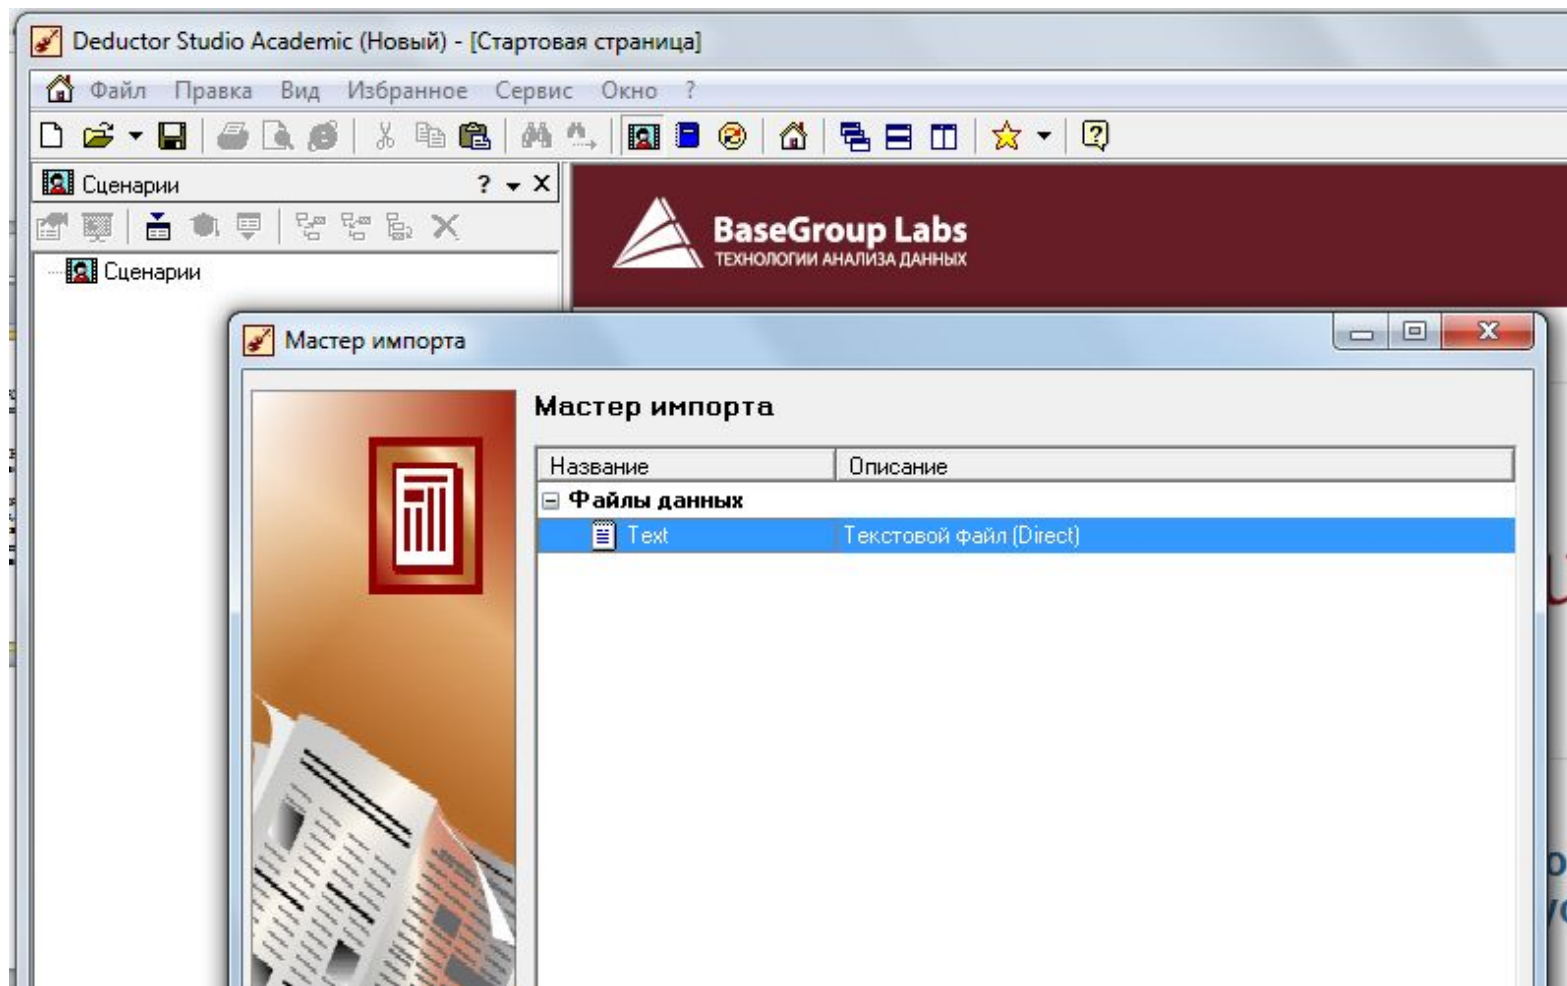 Deductor Studio Academic (Новый) - [Стартовая страница]
Файл Правка Вид Избранное Сервис Окно ?
Сценарии ?
BaseGroup Labs
ТЕХНОЛОГИИ АНАЛИЗА ДАННЫХ
Сценарии
Мастер импорта
Мастер импорта
Название Описание
Файлы данных
Text Текстовой файл (Direct)